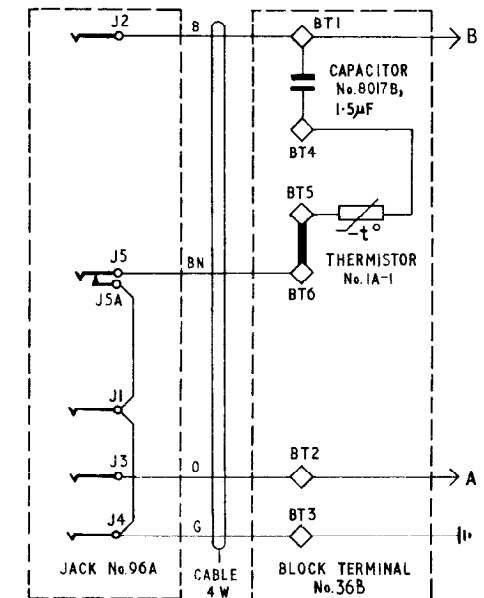 J2
B
BT1
B
CAPACITOR
No.8017B,
1·5µF
BT4
BT5
--t°
THERMISTOR
No.1A-1
J5
BN
BT6
J5A
J1
J3
O
BT2
A
J4
G
BT3
JACK No.96A
CABLE
4W
BLOCK TERMINAL
No.36B